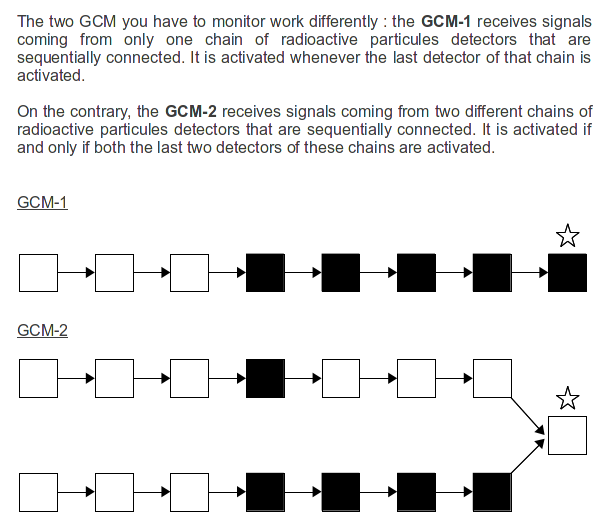 The two GCM you have to monitor work differently : the GCM-1 receives signals
coming from only one chain of radioactive particules detectors that are
sequentially connected. It is activated whenever the last detector of that chain is
activated.
On the contrary, the GCM-2 receives signals coming from two different chains of
radioactive particules detectors that are sequentially connected. It is activated if
and only if both the last two detectors of these chains are activated.
GCM-1
GCM-2